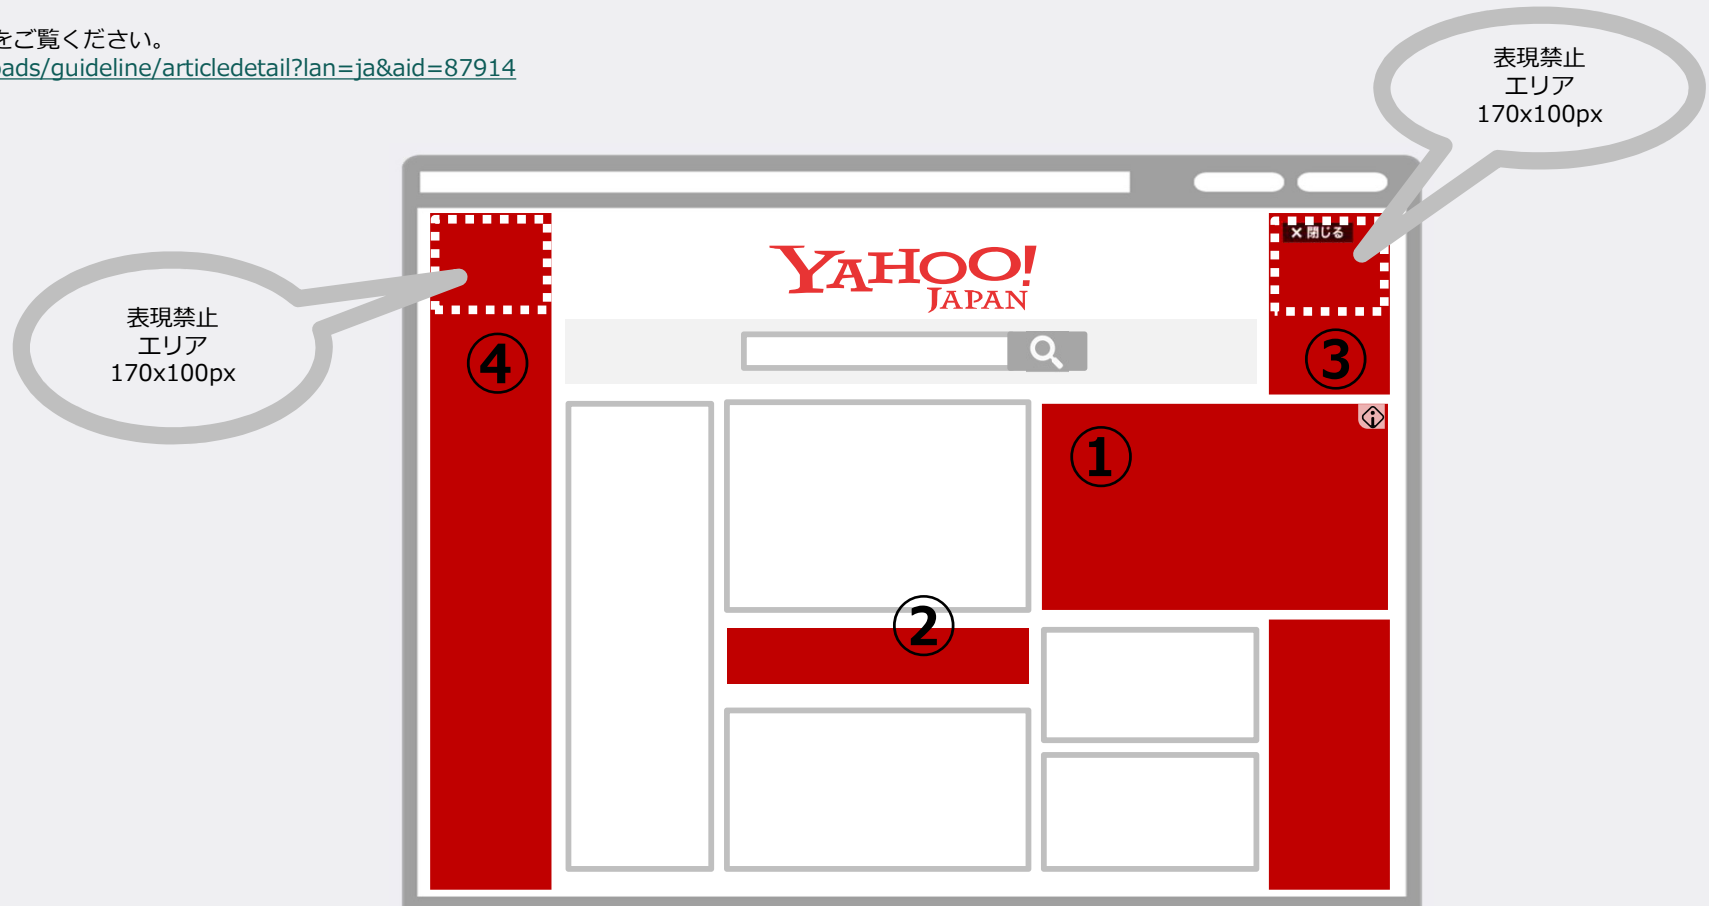 をご覧ください。
ads/guideline/articledetail?lan=ja&aid=87914
表現禁止
エリア
170x100px
×閉じる
YAHOO!
JAPAN
表現禁止
エリア
170x100px
④
③
①
②